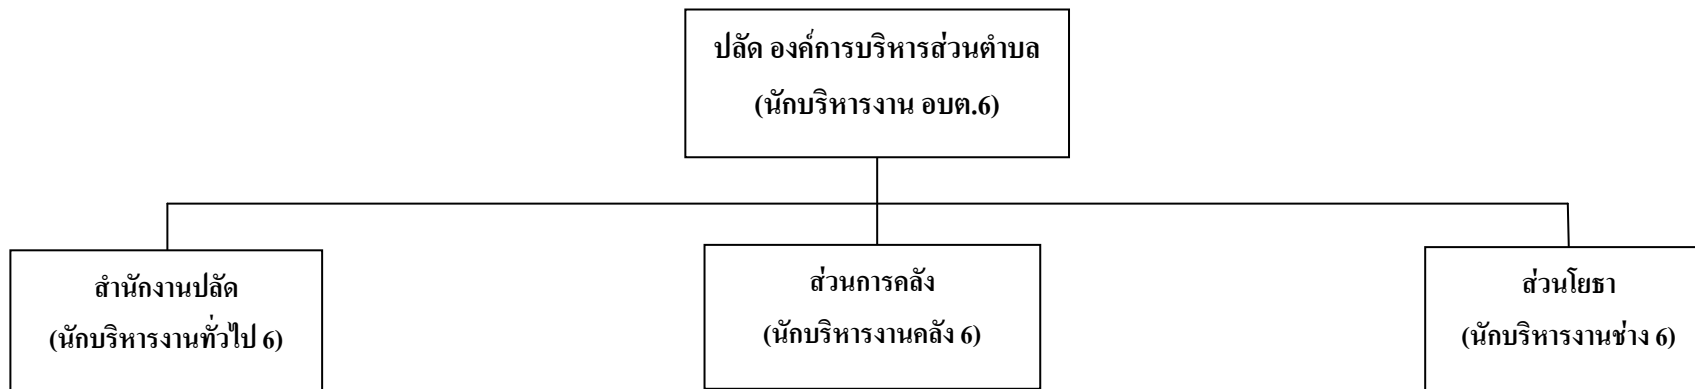 ปลัด องค์การบริหารส่วนตำบล
(นักบริหารงาน อบต.6)
สำนักงานปลัด
(นักบริหารงานทั่วไป 6)
ส่วนการคลัง
(นักบริหารงานคลัง 6)
ส่วนโยธา
(นักบริหารงานช่าง 6)